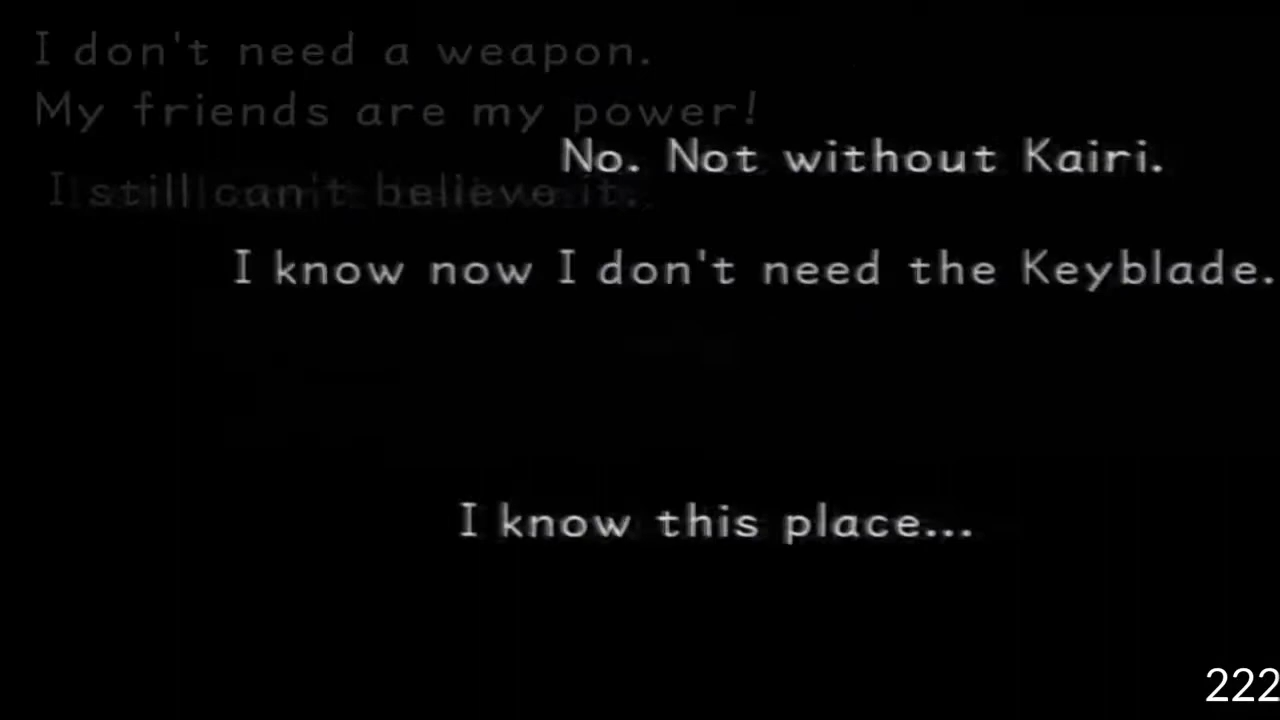 I don't need a weapon.
My friends are my power!
No. Not without Kairi.
I still can't believe it.
I know now I don't need the Keyblade.
I know this place...
222